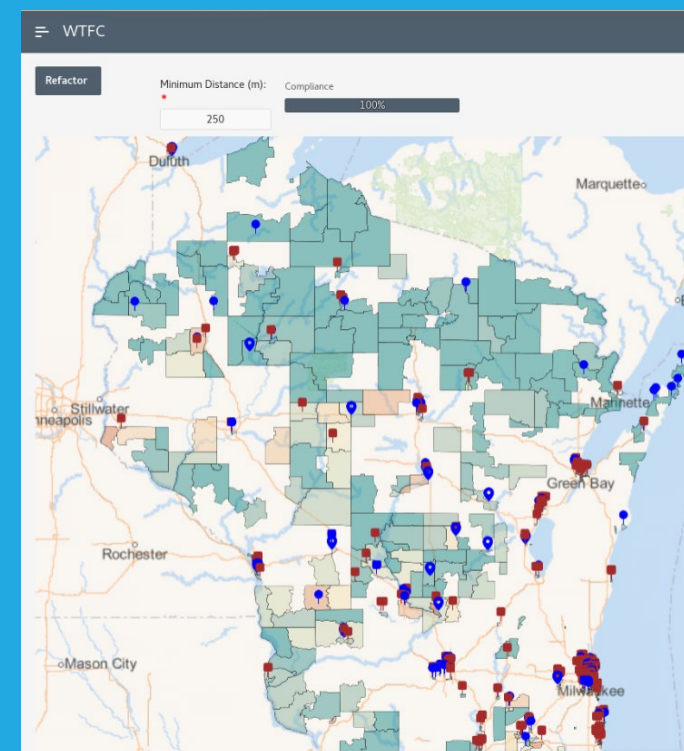 WTFC
Refactor
Minimum Distance (m):
*
Compliance
100%
250
Duluth
Marquette
Stillwater
nneapolis
Marinette
Green Bay
Rochester
Mason City
Milwaukee